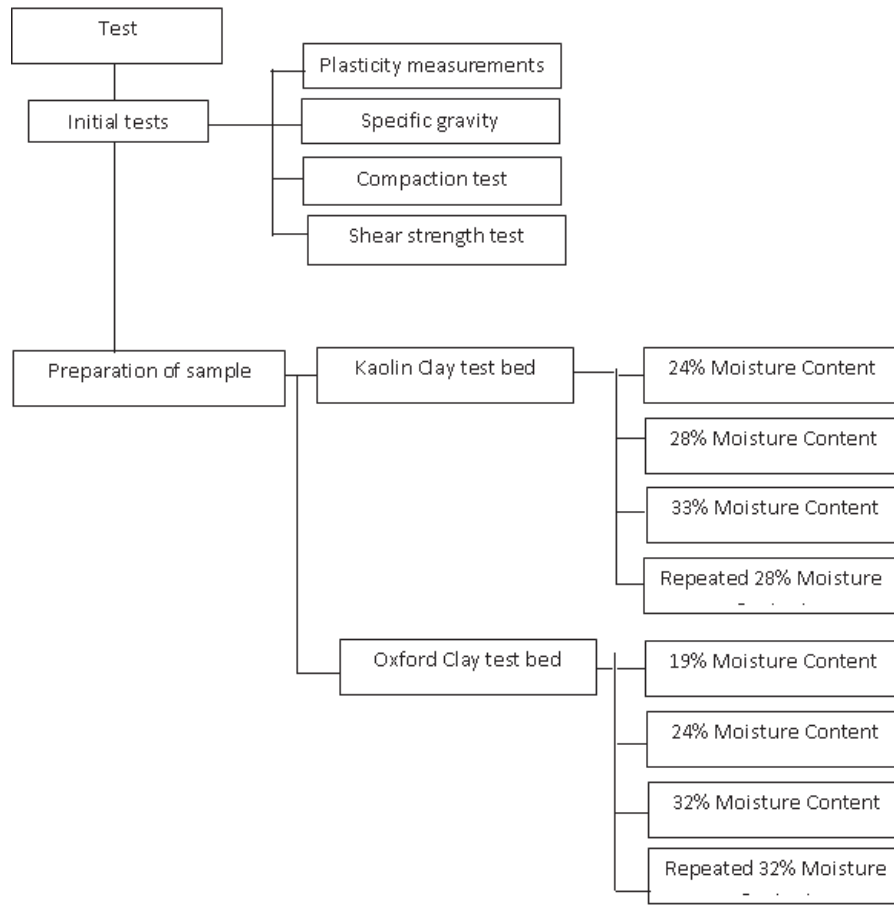 Test
Initial tests
Plasticity measurements
Specific gravity
Compaction test
Shear strength test
Preparation of sample
Kaolin Clay test bed
24% Moisture Content
28% Moisture Content
33% Moisture Content
Repeated 28% Moisture
Oxford Clay test bed
19% Moisture Content
24% Moisture Content
32% Moisture Content
Repeated 32% Moisture